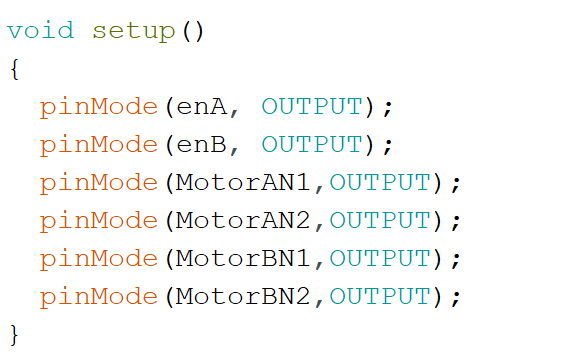 void setup()
{
  pinMode(enA, OUTPUT);
  pinMode(enB, OUTPUT);
  pinMode(MotorAN1,OUTPUT);
  pinMode(MotorAN2,OUTPUT);
  pinMode(MotorBN1,OUTPUT);
  pinMode(MotorBN2,OUTPUT);
}